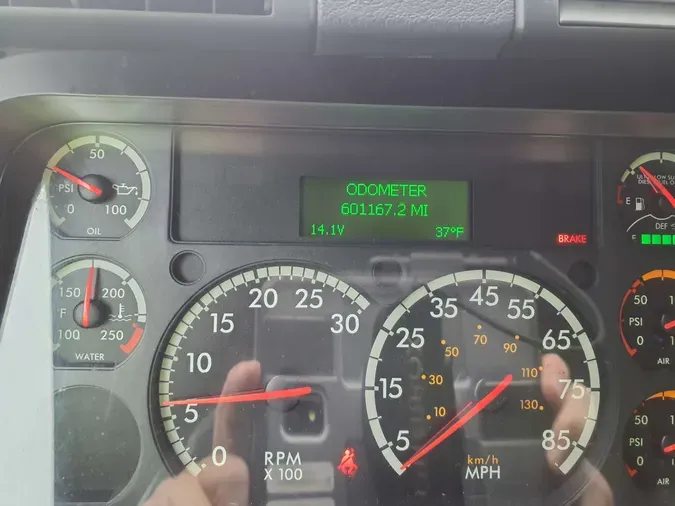 ODOMETER
601167.2 MI
14.1V 37°F
BRAKE
50
PSI
0 100
OIL
150 200
°F
100 250
WATER
0 5 10 15 20 25 30
RPM
X 100
5 15 25 35 45 55 65 75 85
10 30 50 70 90 110 130
km/h
MPH
E
DEF
E
50
PSI
0
AIR
50
PSI
0
AIR